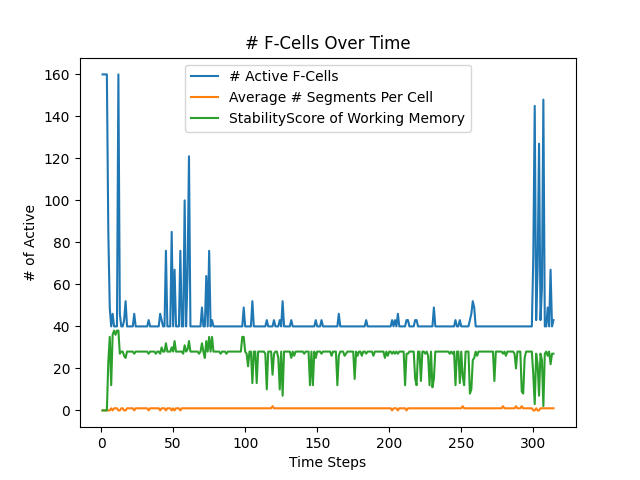 # F-Cells Over Time
# Active F-Cells
Average # Segments Per Cell
StabilityScore of Working Memory
# of Active
160
140
120
100
80
60
40
20
0
0 50 100 150 200 250 300
Time Steps